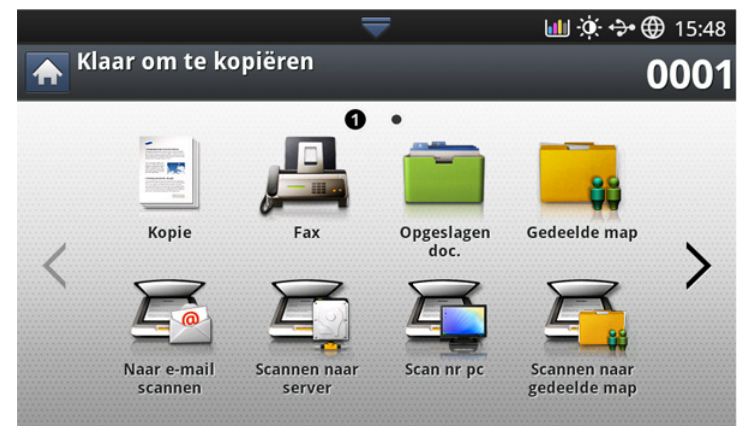 15:48
Klaar om te kopiëren
0001
1
Kopie
Fax
Opgeslagen
doc.
Gedeelde map
Naar e-mail
scannen
Scannen naar
server
Scan nr pc
Scannen naar
gedeelde map